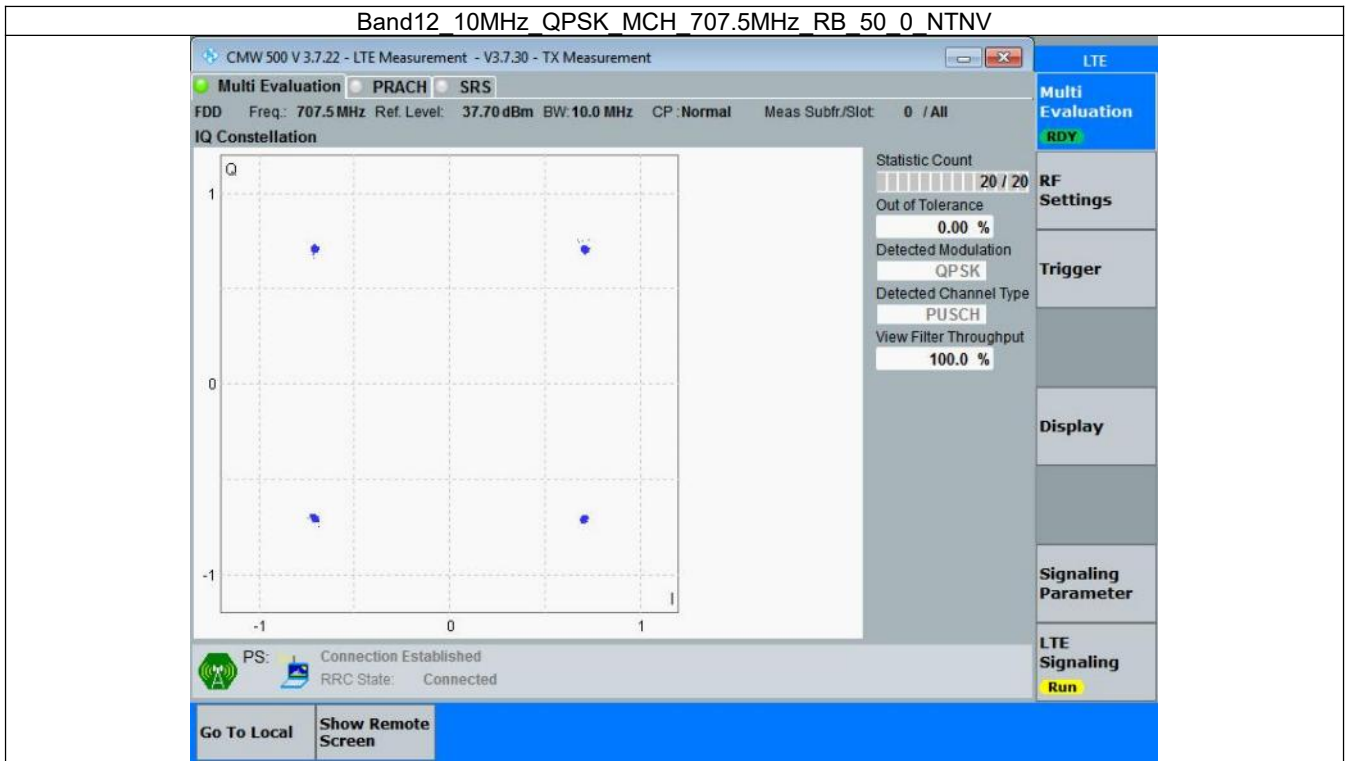 Band12_10MHz_QPSK_MCH_707.5MHz_RB_50_0_NTNV
CMW 500 V 3.7.22 - LTE Measurement - V3.7.30 - TX Measurement
LTE
Multi Evaluation PRACH SRS
FDD Freq.: 707.5 MHz Ref. Level: 37.70 dBm BW: 10.0 MHz CP : Normal Meas Subfr./Slot: 0 / All
IQ Constellation
Q
1
0
-1
I
-1 0 1
Statistic Count
20 / 20
Out of Tolerance
0.00 %
Detected Modulation
QPSK
Detected Channel Type
PUSCH
View Filter Throughput
100.0 %
Multi
Evaluation
RDY
RF
Settings
Trigger
Display
Signaling
Parameter
LTE
Signaling
Run
PS: Connection Established
RRC State: Connected
Go To Local
Show Remote
Screen